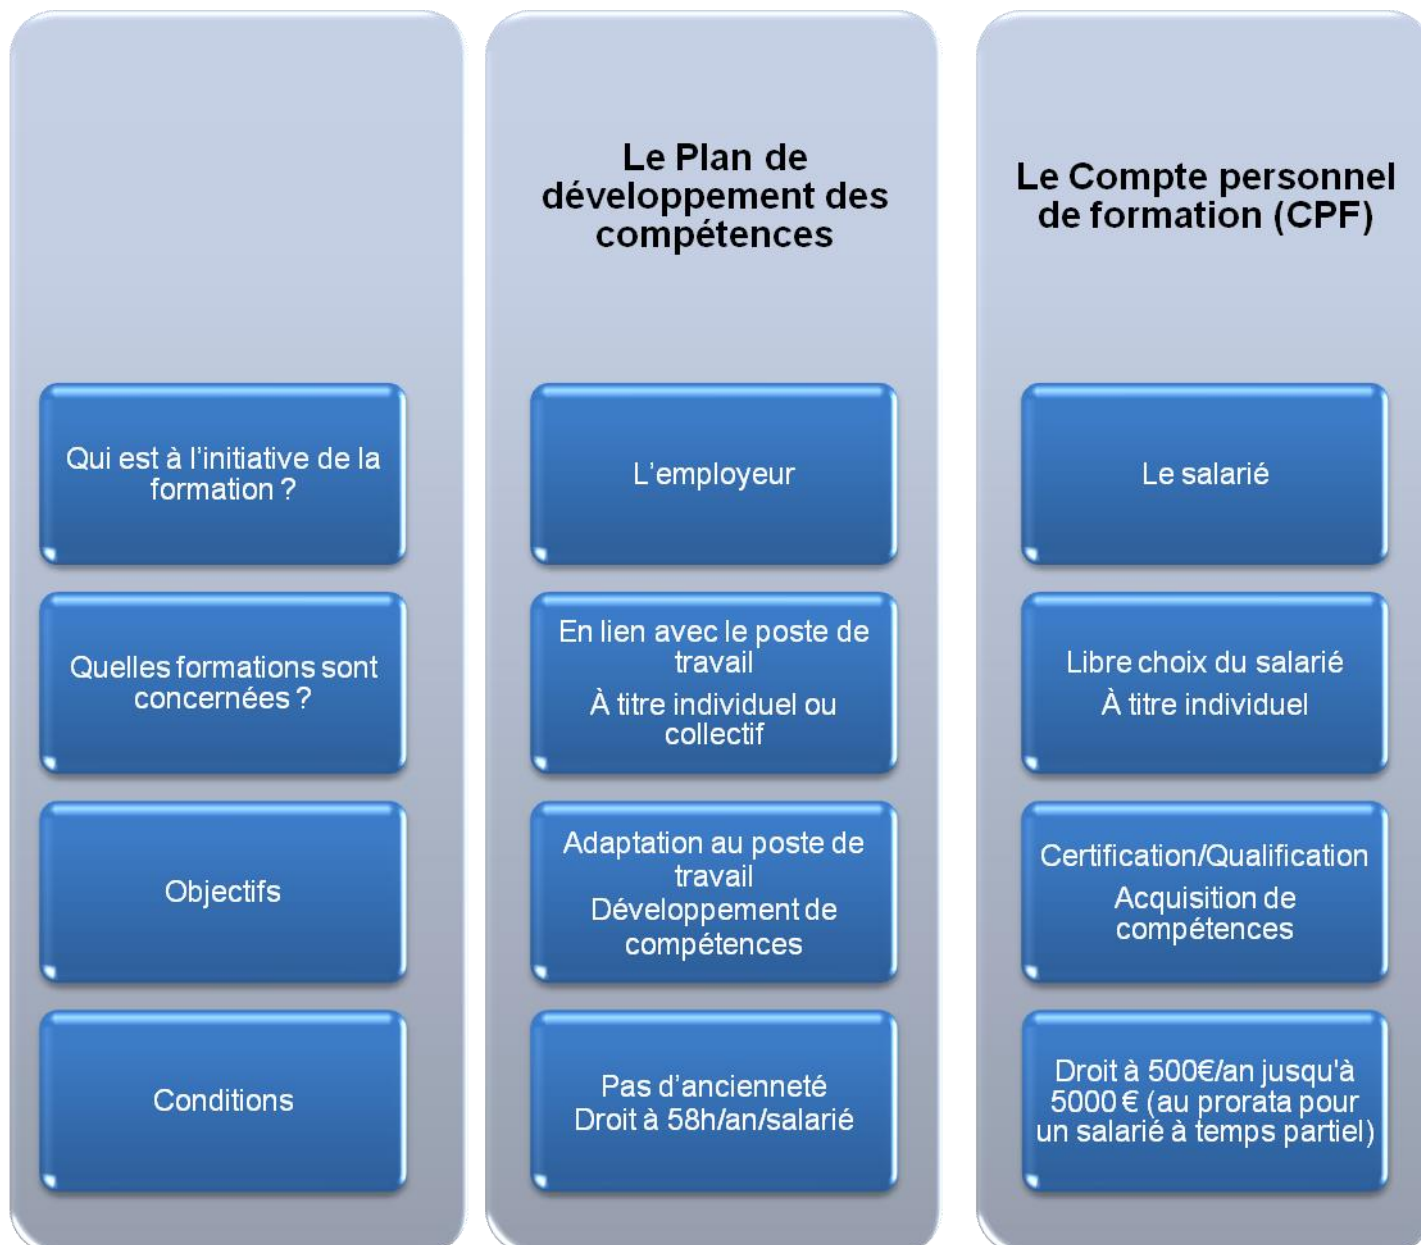 Le Plan de
développement des
compétences
Le Compte personnel
de formation (CPF)
Qui est à l'initiative de la
formation ?
L'employeur
Le salarié
Quelles formations sont
concernées ?
En lien avec le poste de
travail
À titre individuel ou
collectif
Libre choix du salarié
À titre individuel
Objectifs
Adaptation au poste de
travail
Développement de
compétences
Certification/Qualification
Acquisition de
compétences
Conditions
Pas d'ancienneté
Droit à 58h/an/salarié
Droit à 500€/an jusqu'à
5000 € (au prorata pour
un salarié à temps partiel)